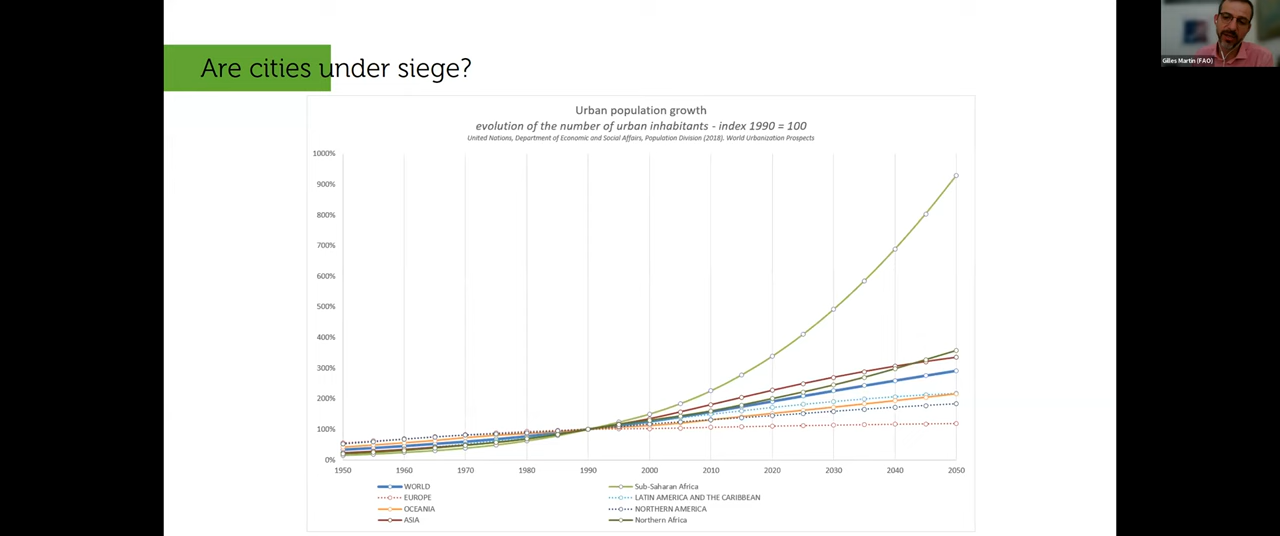 Are cities under siege?
Gilles Martin (FAO)
Urban population growth
evolution of the number of urban inhabitants - index 1990 = 100
United Nations, Department of Economic and Social Affairs, Population Division (2018). World Urbanization Prospects
1000%
900%
800%
700%
600%
500%
400%
300%
200%
100%
0%
1950 1960 1970 1980 1990 2000 2010 2020 2030 2040 2050
WORLD Sub-Saharan Africa
EUROPE LATIN AMERICA AND THE CARIBBEAN
OCEANIA NORTHERN AMERICA
ASIA Northern Africa